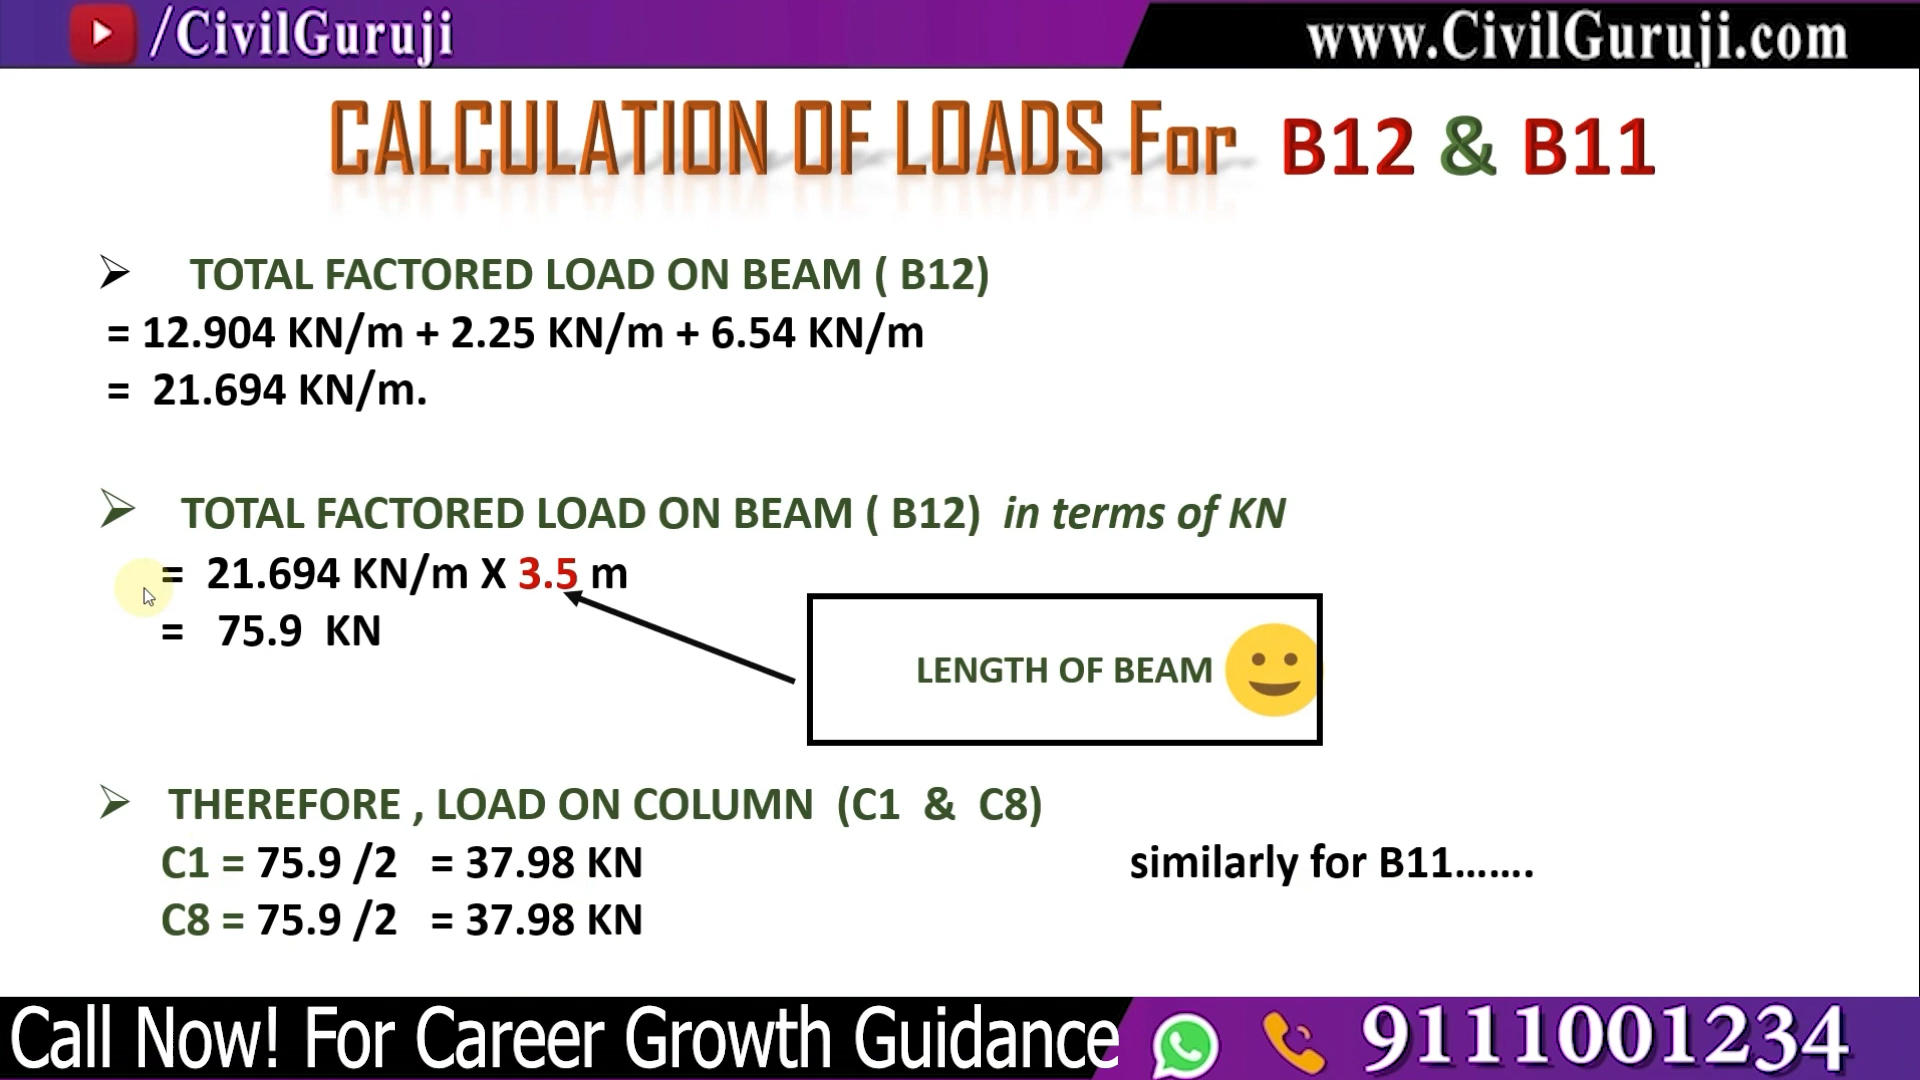 /CivilGuruji
www.CivilGuruji.com
CALCULATION OF LOADS For B12 & B11
➢ TOTAL FACTORED LOAD ON BEAM ( B12)
= 12.904 KN/m + 2.25 KN/m + 6.54 KN/m
= 21.694 KN/m.
➢ TOTAL FACTORED LOAD ON BEAM ( B12) in terms of KN
= 21.694 KN/m X 3.5 m
= 75.9 KN
LENGTH OF BEAM
➢ THEREFORE , LOAD ON COLUMN (C1 & C8)
C1 = 75.9 /2 = 37.98 KN
similarly for B11…….
C8 = 75.9 /2 = 37.98 KN
Call Now! For Career Growth Guidance
9111001234